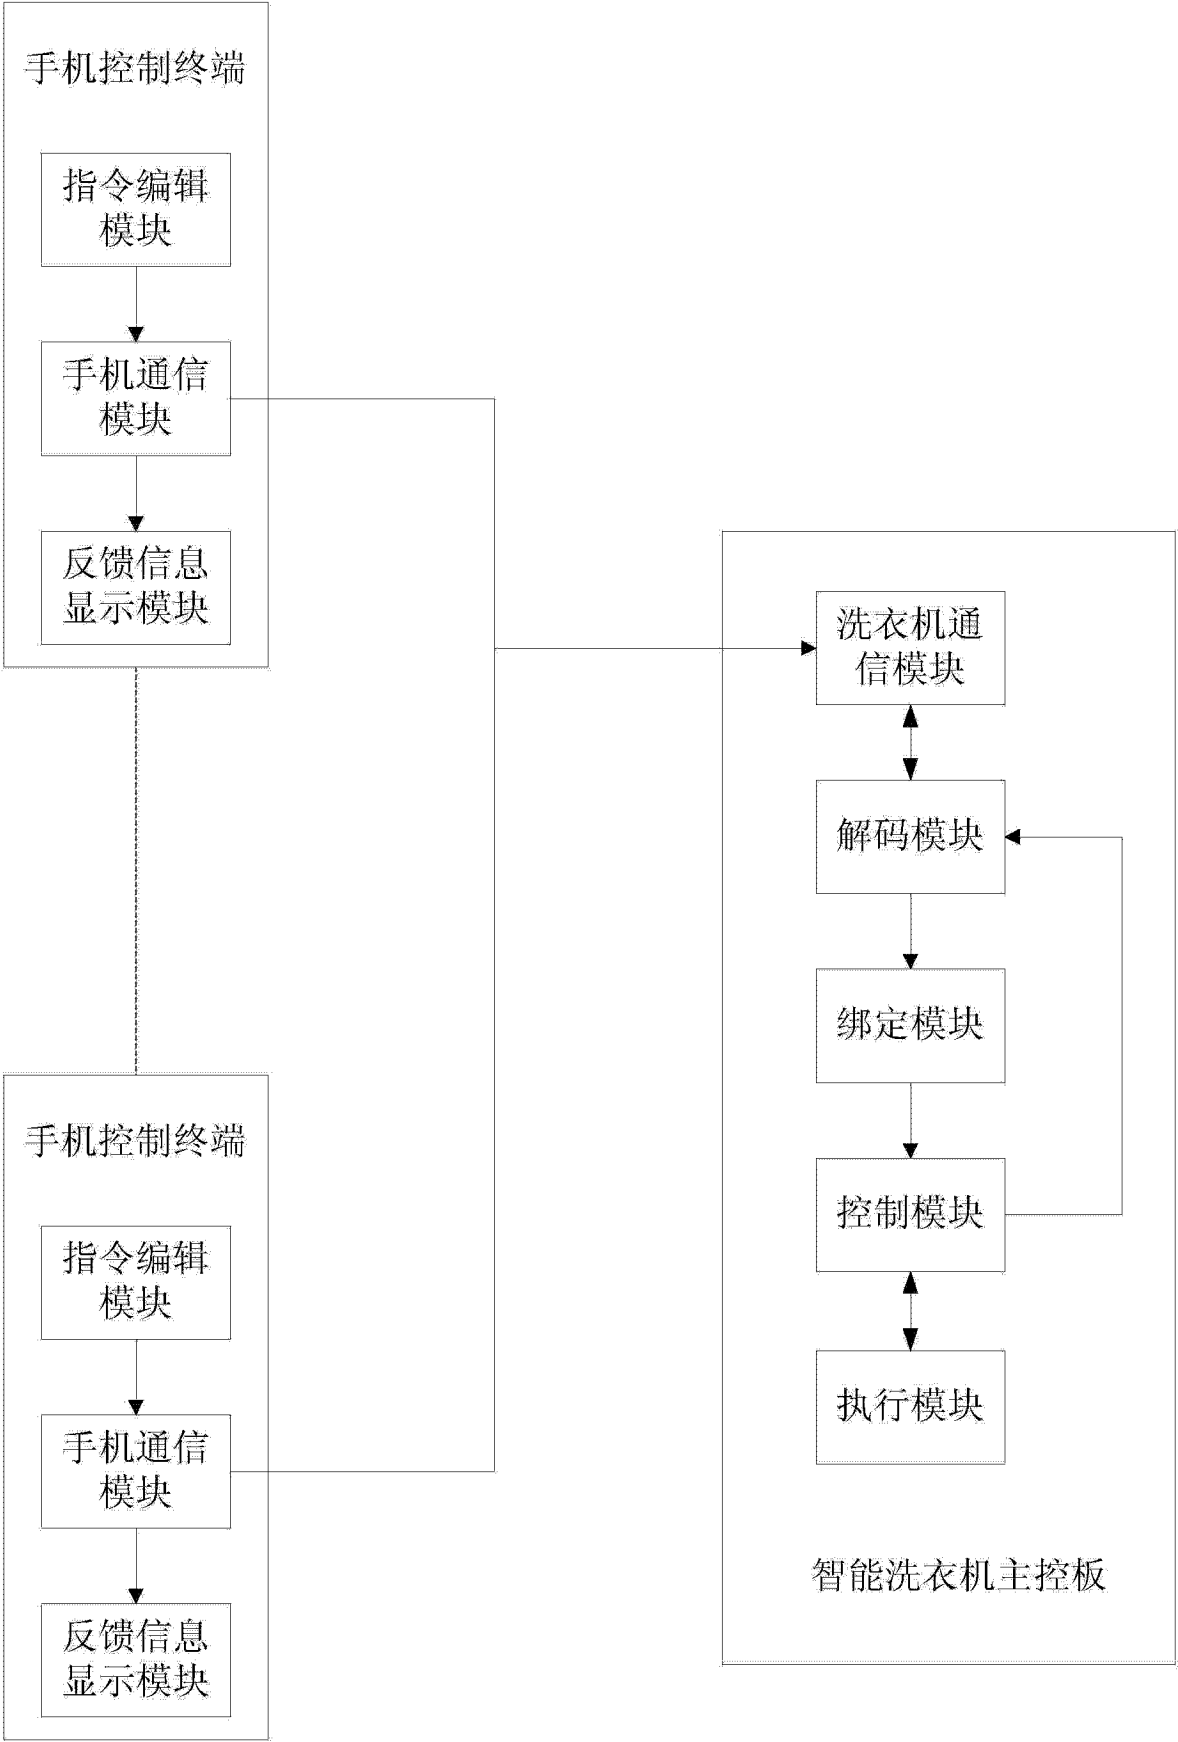 手机控制终端
指令编辑
模块
手机通信
模块
反馈信息
显示模块
手机控制终端
指令编辑
模块
手机通信
模块
反馈信息
显示模块
洗衣机通
信模块
解码模块
绑定模块
控制模块
执行模块
智能洗衣机主控板